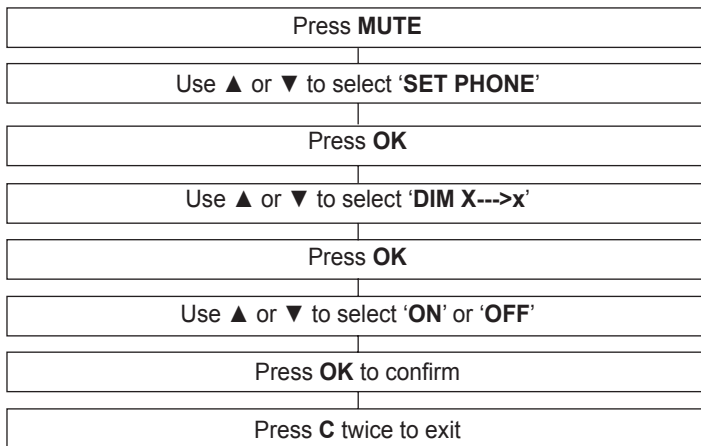 Press MUTE
Use ▲ or ▼ to select ‘SET PHONE’
Press OK
Use ▲ or ▼ to select ‘DIM X--->x’
Press OK
Use ▲ or ▼ to select ‘ON’ or ‘OFF’
Press OK to confirm
Press C twice to exit